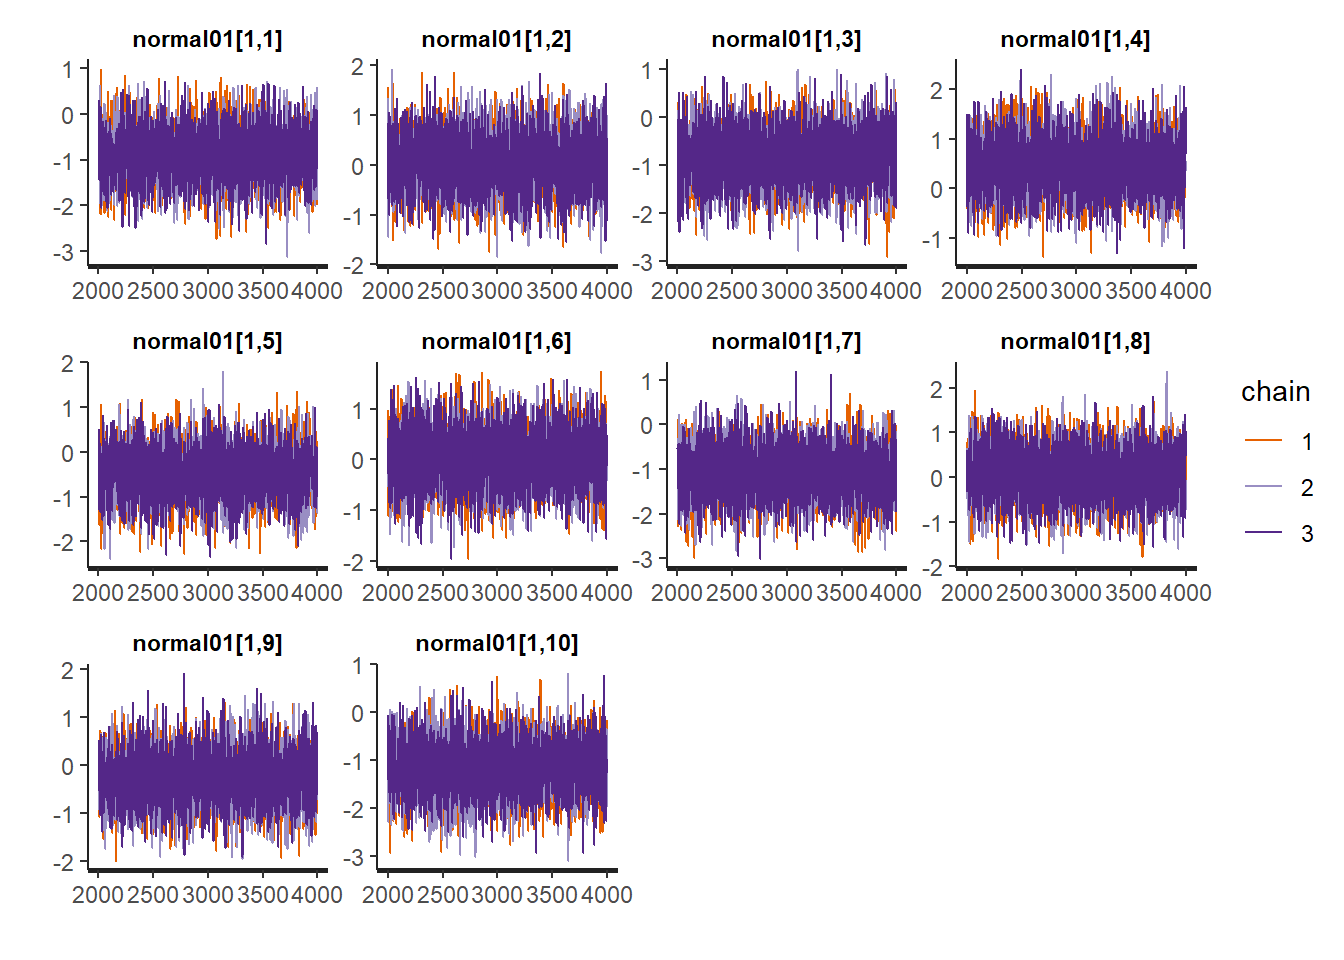 normal01[1,1] normal01[1,2] normal01[1,3] normal01[1,4]
1 0 -1 -2 -3
2 1 0 -1 -2
1 0 -1 -2 -3
2 1 0 -1
2000 2500 3000 3500 4000 2000 2500 3000 3500 4000 2000 2500 3000 3500 4000 2000 2500 3000 3500 4000
normal01[1,5] normal01[1,6] normal01[1,7] normal01[1,8]
2 1 0 -1 -2
1 0 -1 -2
1 0 -1 -2 -3
2 1 0 -1 -2
2000 2500 3000 3500 4000 2000 2500 3000 3500 4000 2000 2500 3000 3500 4000 2000 2500 3000 3500 4000
chain
1
2
3
normal01[1,9] normal01[1,10]
2 1 0 -1 -2
1 0 -1 -2 -3
2000 2500 3000 3500 4000 2000 2500 3000 3500 4000